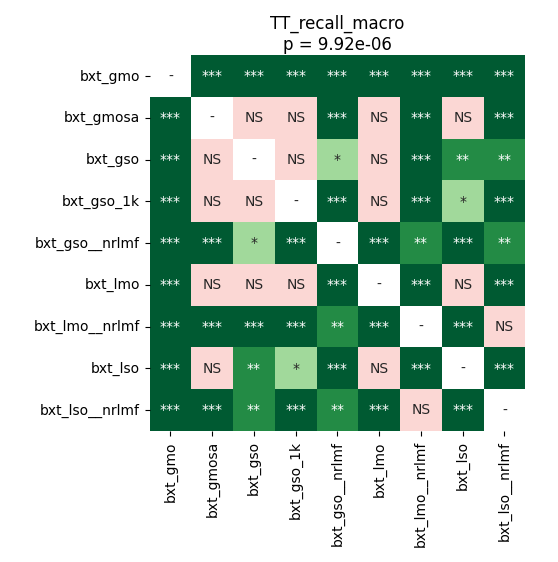 TT_recall_macro
p = 9.92e-06
bxt_gmo - *** *** *** *** *** *** *** ***
bxt_gmosa *** - NS NS *** NS *** NS ***
bxt_gso *** NS - NS * NS *** ** **
bxt_gso_1k *** NS NS - *** NS *** * ***
bxt_gso__nrlmf *** *** * *** - *** ** *** **
bxt_lmo *** NS NS NS *** - *** NS ***
bxt_lmo__nrlmf *** *** *** *** ** *** - *** NS
bxt_lso *** NS ** * *** NS *** - ***
bxt_lso__nrlmf *** *** ** *** ** *** NS *** -
bxt_gmo
bxt_gmosa
bxt_gso
bxt_gso_1k
bxt_gso__nrlmf
bxt_lmo
bxt_lmo__nrlmf
bxt_lso
bxt_lso__nrlmf